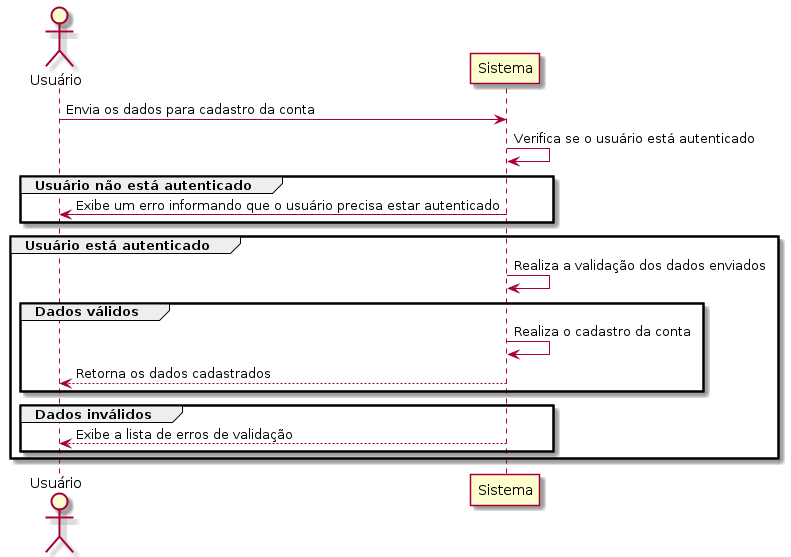 Usuário
Sistema
Envia os dados para cadastro da conta
Verifica se o usuário está autenticado
Usuário não está autenticado
Exibe um erro informando que o usuário precisa estar autenticado
Usuário está autenticado
Realiza a validação dos dados enviados
Dados válidos
Realiza o cadastro da conta
Retorna os dados cadastrados
Dados inválidos
Exibe a lista de erros de validação
Usuário
Sistema